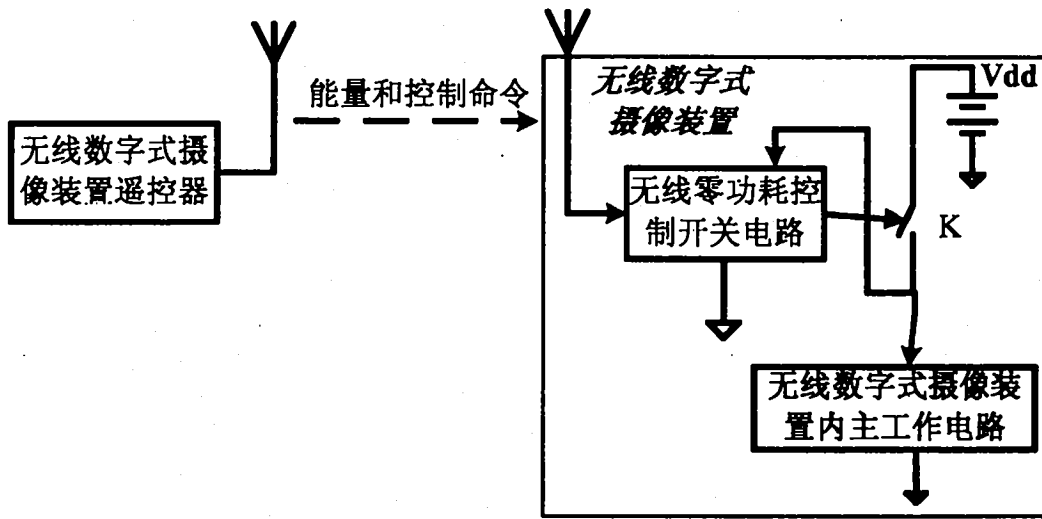 能量和控制命令
无线数字式摄
像装置遥控器
无线数字式
摄像装置
Vdd
无线零功耗控
制开关电路
K
无线数字式摄像装
置内主工作电路